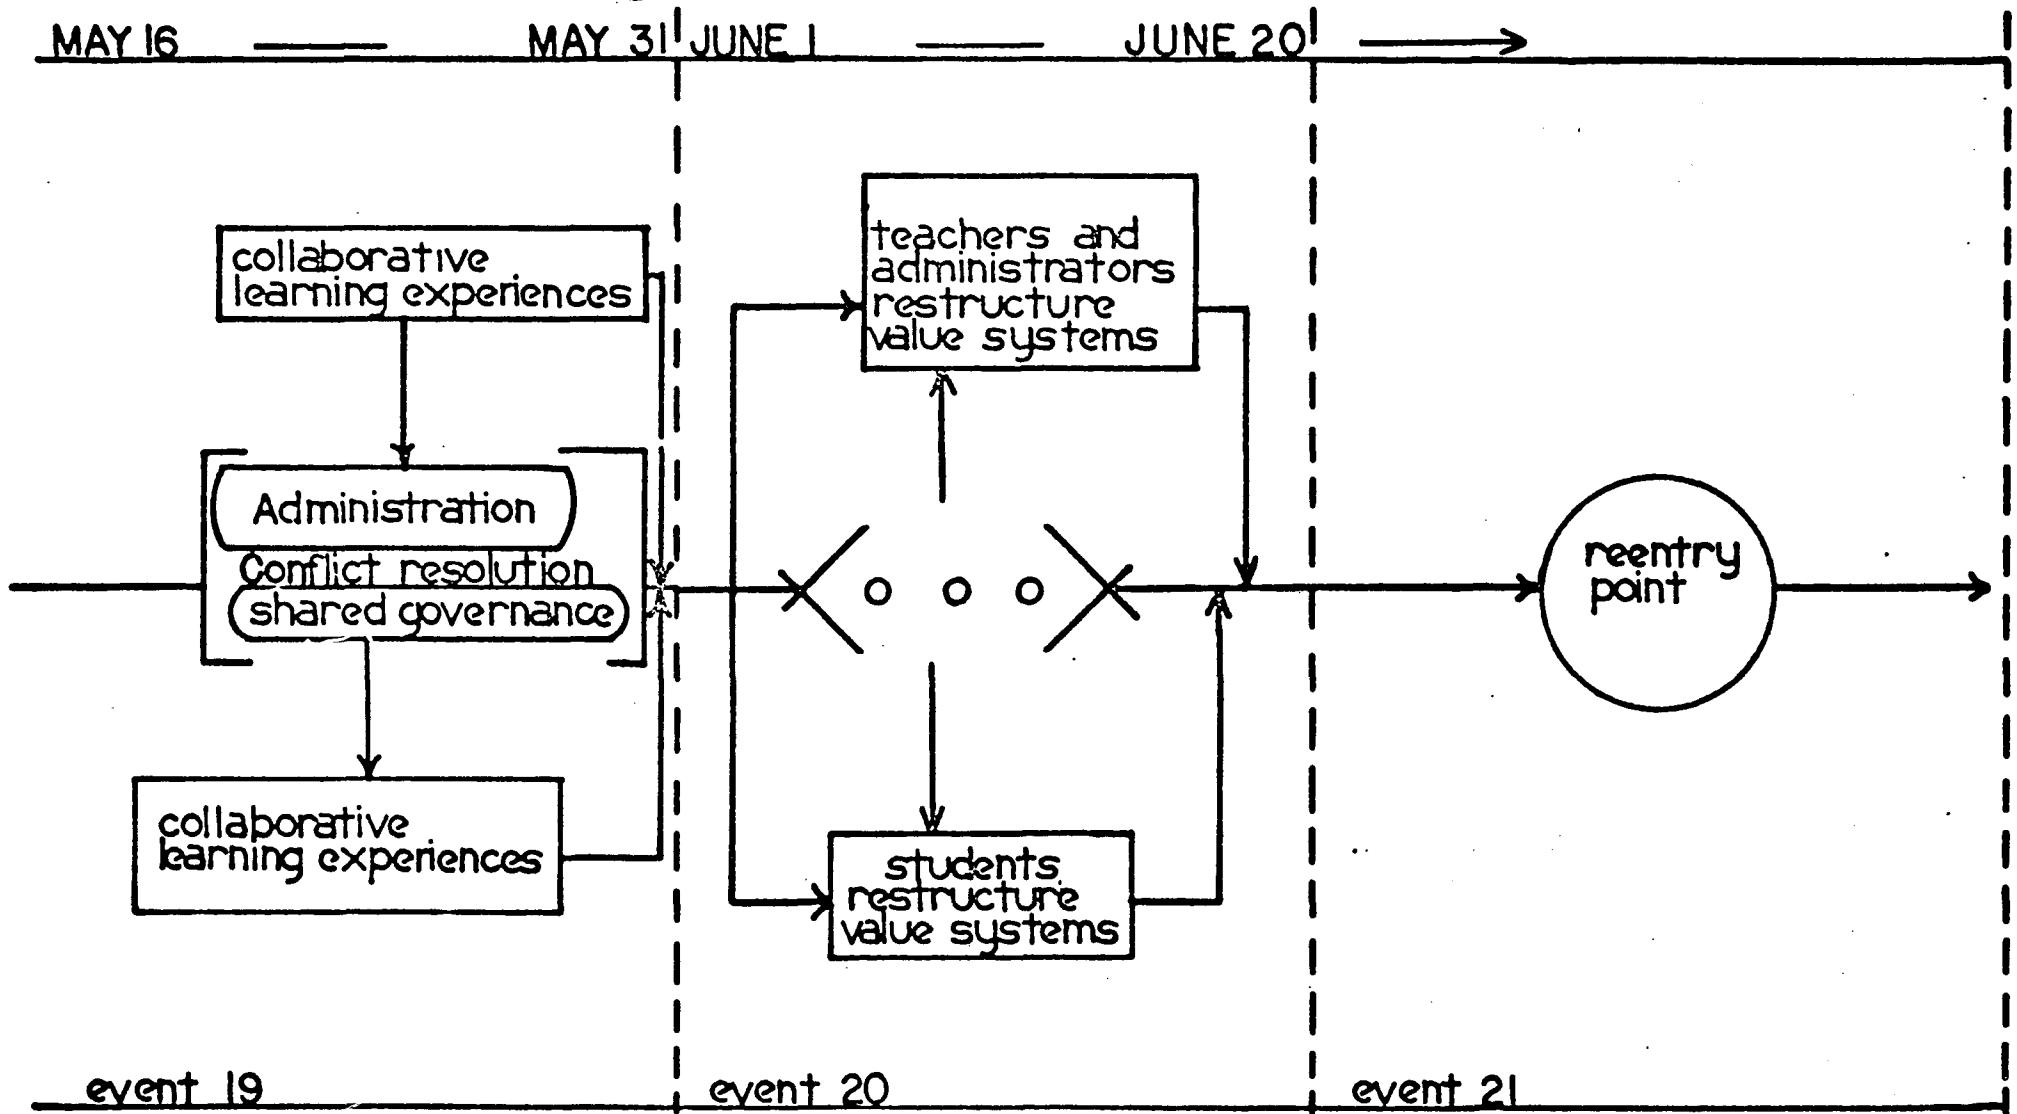 MAY 16 — MAY 31 JUNE 1 — JUNE 20
collaborative
learning experiences
Administration
Conflict resolution
shared governance
collaborative
learning experiences
teachers and
administrators
restructure
value systems
students
restructure
value systems
reentry
point
event 19 event 20 event 21